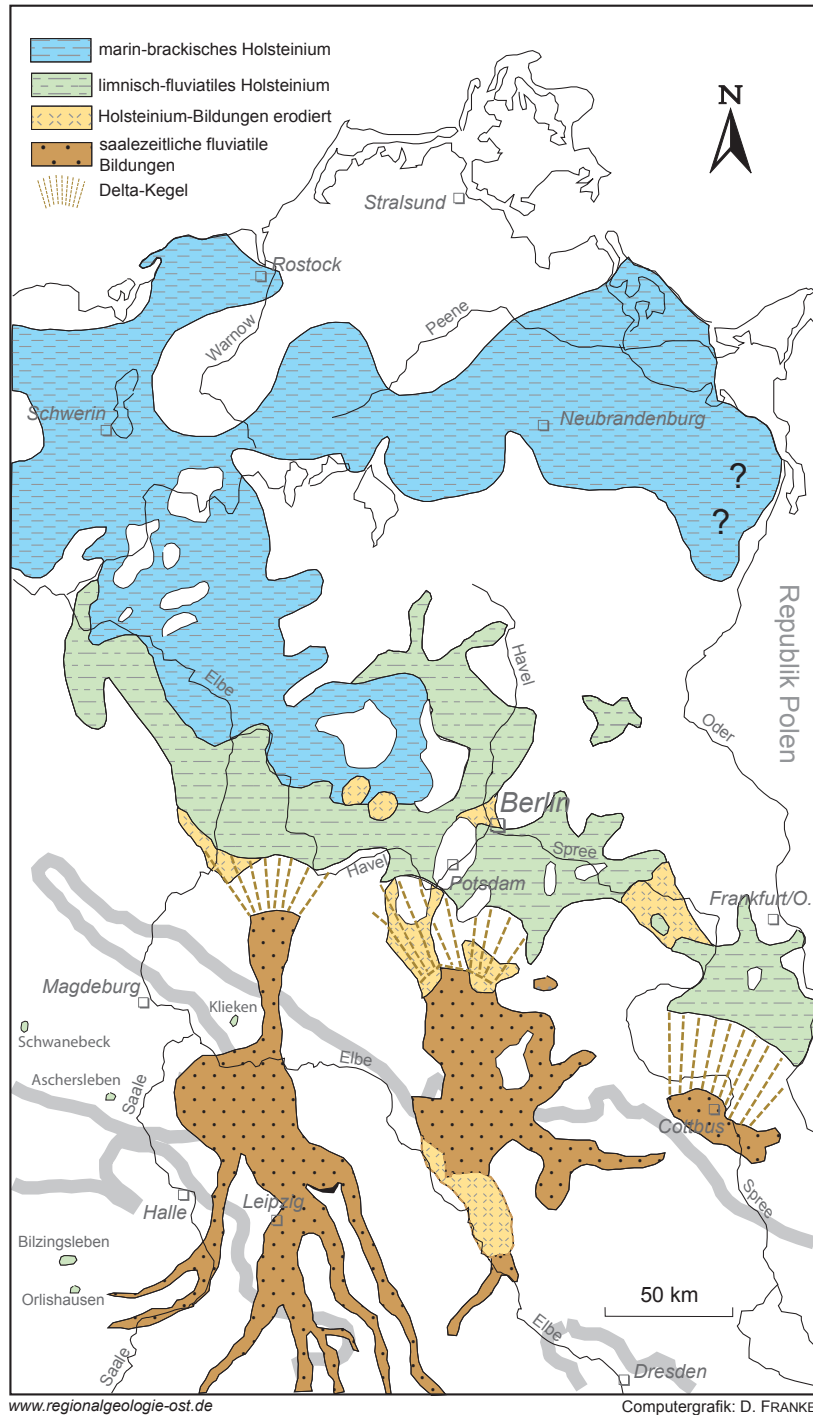 marin-brackisches Holsteinium
limnisch-fluviatiles Holsteinium
Holsteinium-Bildungen erodiert
saalezeitliche fluviatile
Bildungen
Delta-Kegel
N
Stralsund
Rostock
Warnow
Peene
Schwerin
Neubrandenburg
?
?
Republik Polen
Havel
Elbe
Oder
Berlin
Spree
Havel
Potsdam
Frankfurt/O.
Magdeburg
Klieken
Schwanebeck
Elbe
Aschersleben
Saale
Cottbus
Halle
Leipzig
Spree
Bilzingsleben
Orlishausen
50 km
Elbe
Saale
Dresden
www.regionalgeologie-ost.de
Computergrafik: D. FRANKE